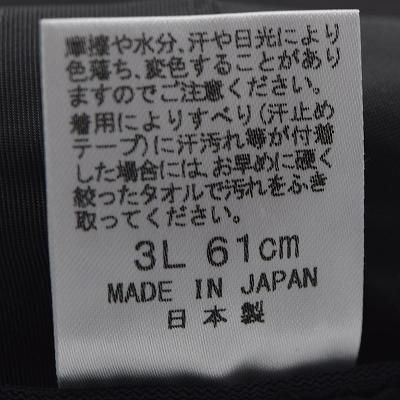 摩擦や水分、汗や日光により
色落ち、変色することがあり
ますのでご注意ください。
着用によりすべり(汗止め
テープ)に汗汚れ等が付着
した場合には、お早めに硬く
絞ったタオルで汚れをふき
取ってください。
3L 61cm
MADE IN JAPAN
日本製